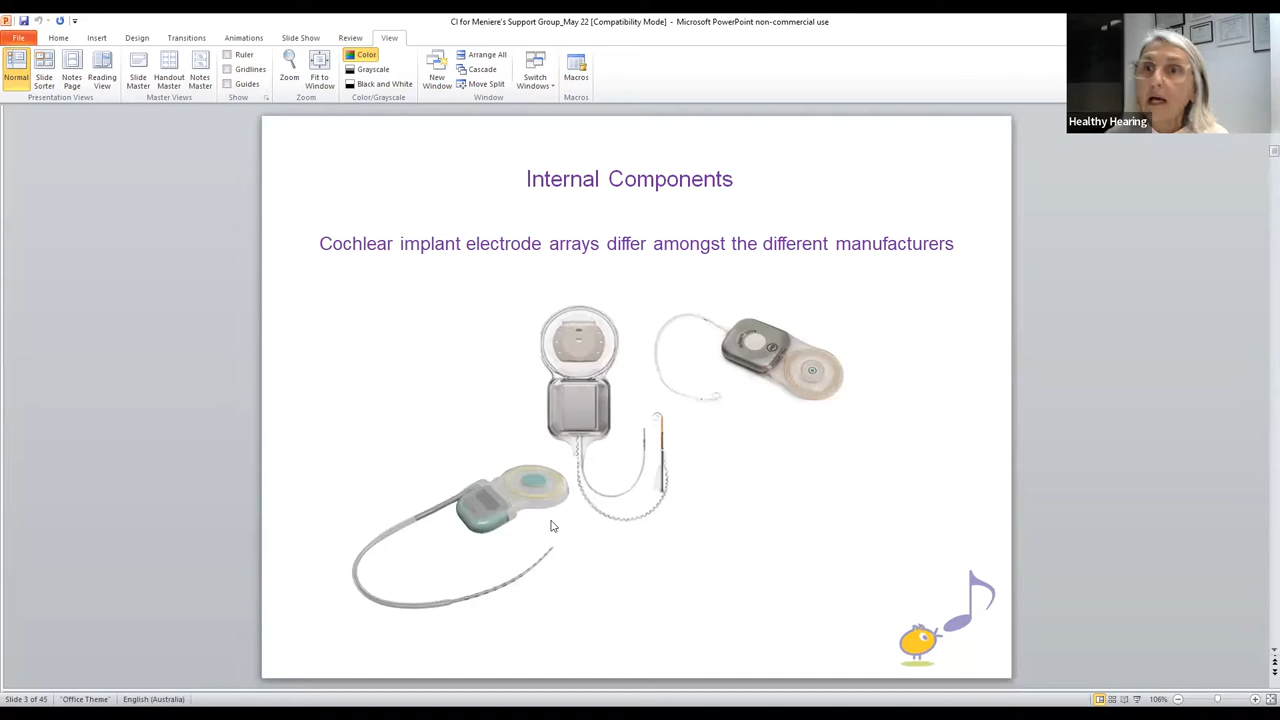 CI for Meniere's Support Group_May 22 [Compatibility Mode] - Microsoft PowerPoint non-commercial use
File Home Insert Design Transitions Animations Slide Show Review View
Normal
Slide Sorter
Notes Page
Reading View
Presentation Views
Slide Master
Handout Master
Notes Master
Master Views
Ruler
Gridlines
Guides
Show
Zoom
Fit to Window
Zoom
Color
Grayscale
Black and White
Color/Grayscale
New Window
Arrange All
Cascade
Move Split
Switch Windows
Window
Macros
Macros
Healthy Hearing
Internal Components
Cochlear implant electrode arrays differ amongst the different manufacturers
Slide 3 of 45 "Office Theme" English (Australia) 106%